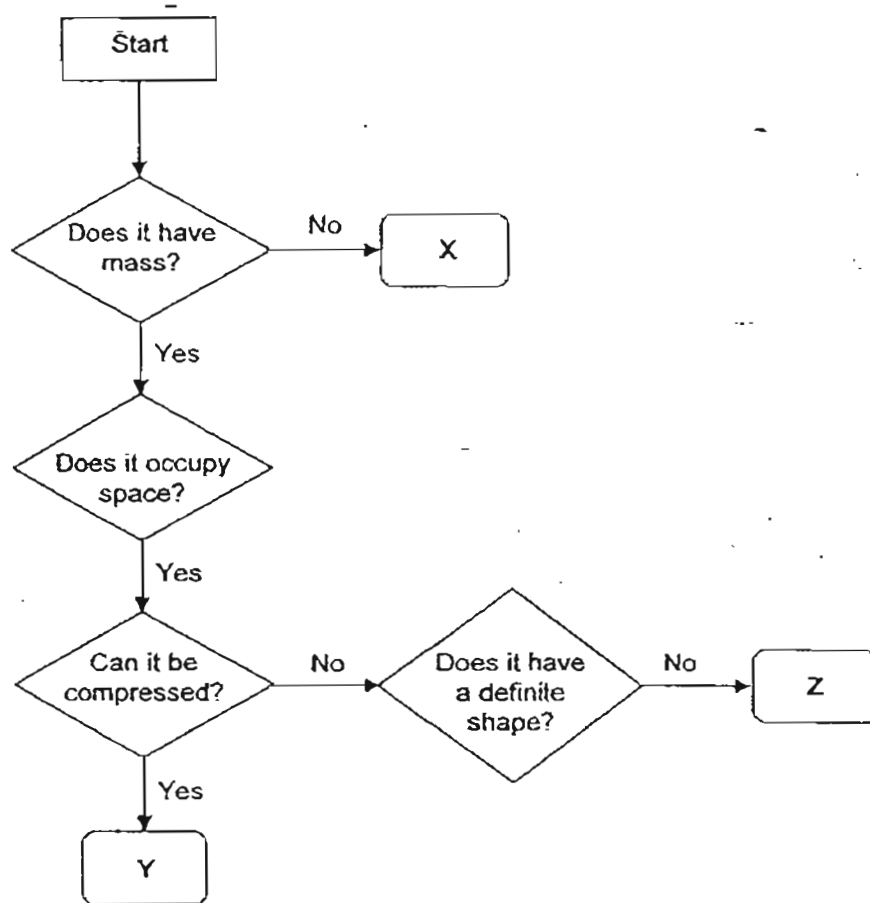 Start
Does it have
mass?
No
X
Yes
Does it occupy
space?
Yes
Can it be
compressed?
No
Does it have
a definite
shape?
No
Z
Yes
Y